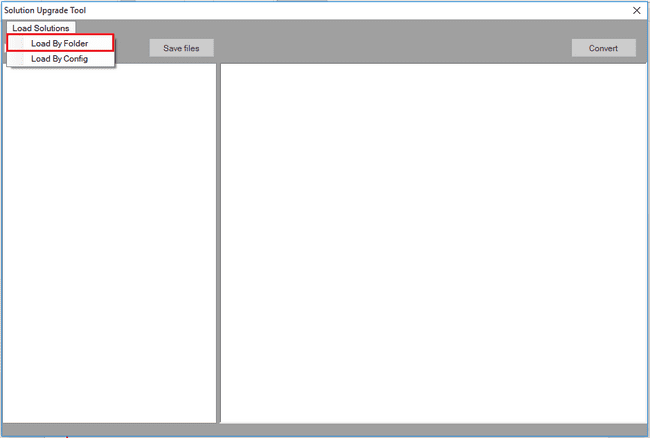 Solution Upgrade Tool
Load Solutions
Load By Folder
Load By Config
Save files
Convert